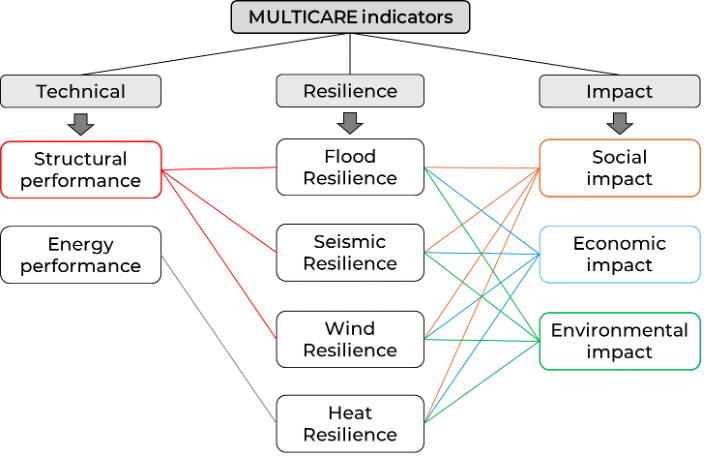 MULTICARE indicators
Technical
Resilience
Impact
Structural
performance
Energy
performance
Flood
Resilience
Seismic
Resilience
Wind
Resilience
Heat
Resilience
Social
impact
Economic
impact
Environmental
impact